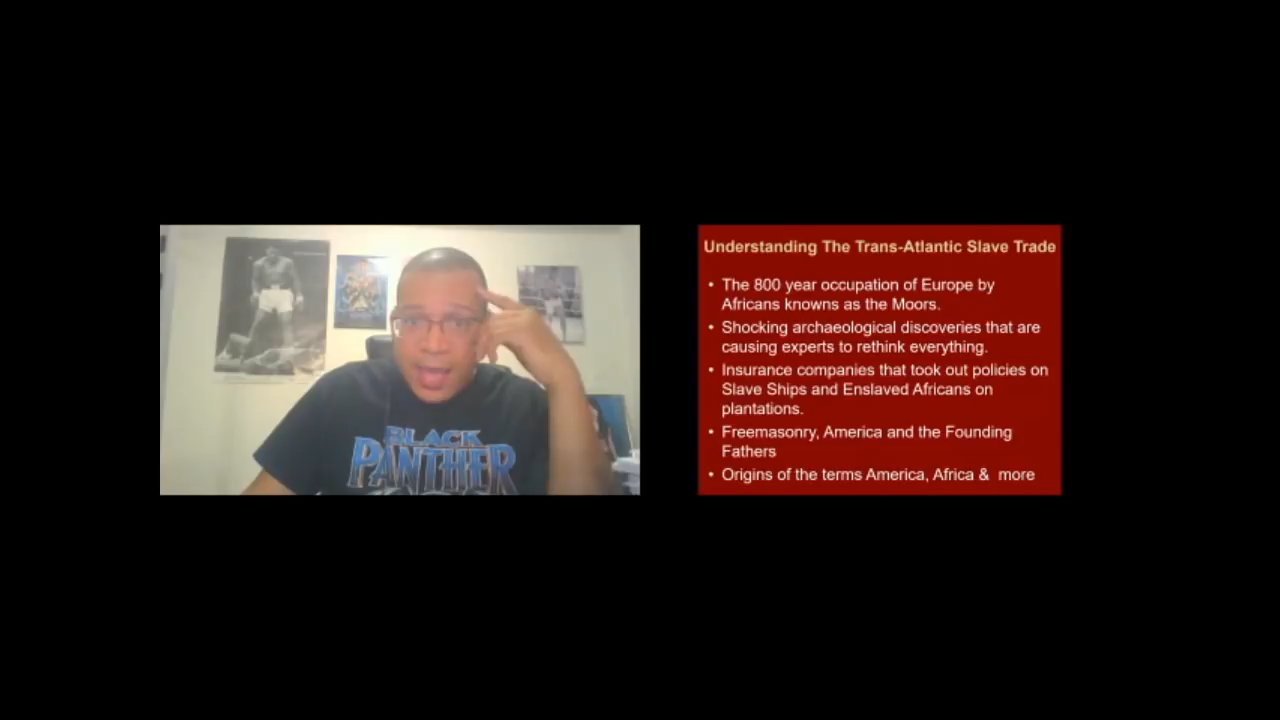 BLACK
PANTHER
Understanding The Trans-Atlantic Slave Trade
• The 800 year occupation of Europe by
Africans knowns as the Moors.
• Shocking archaeological discoveries that are
causing experts to rethink everything.
• Insurance companies that took out policies on
Slave Ships and Enslaved Africans on
plantations.
• Freemasonry, America and the Founding
Fathers
• Origins of the terms America, Africa & more